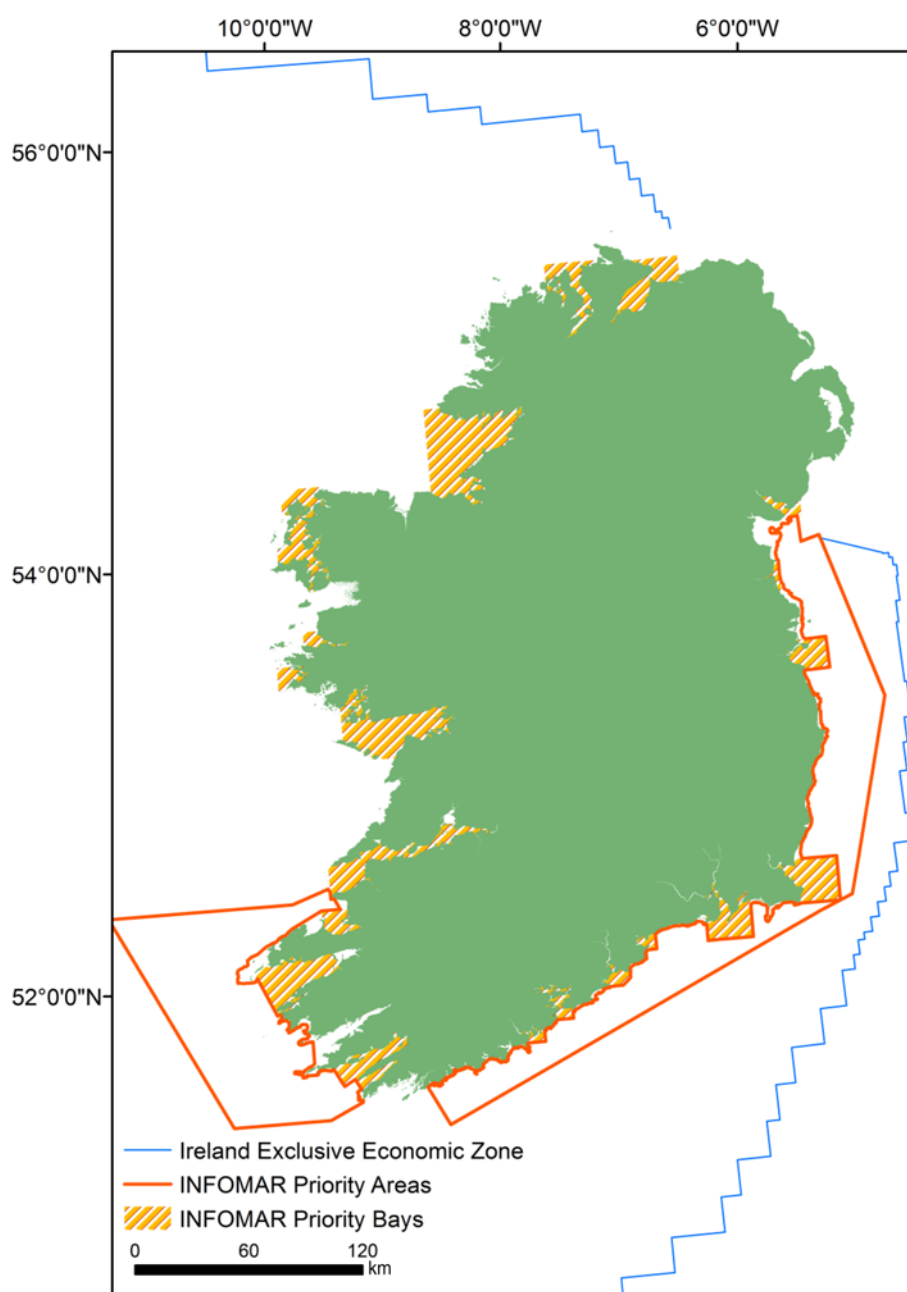 10°0'0"W 8°0'0"W 6°0'0"W
56°0'0"N
54°0'0"N
52°0'0"N
Ireland Exclusive Economic Zone
INFOMAR Priority Areas
INFOMAR Priority Bays
0 60 120
km